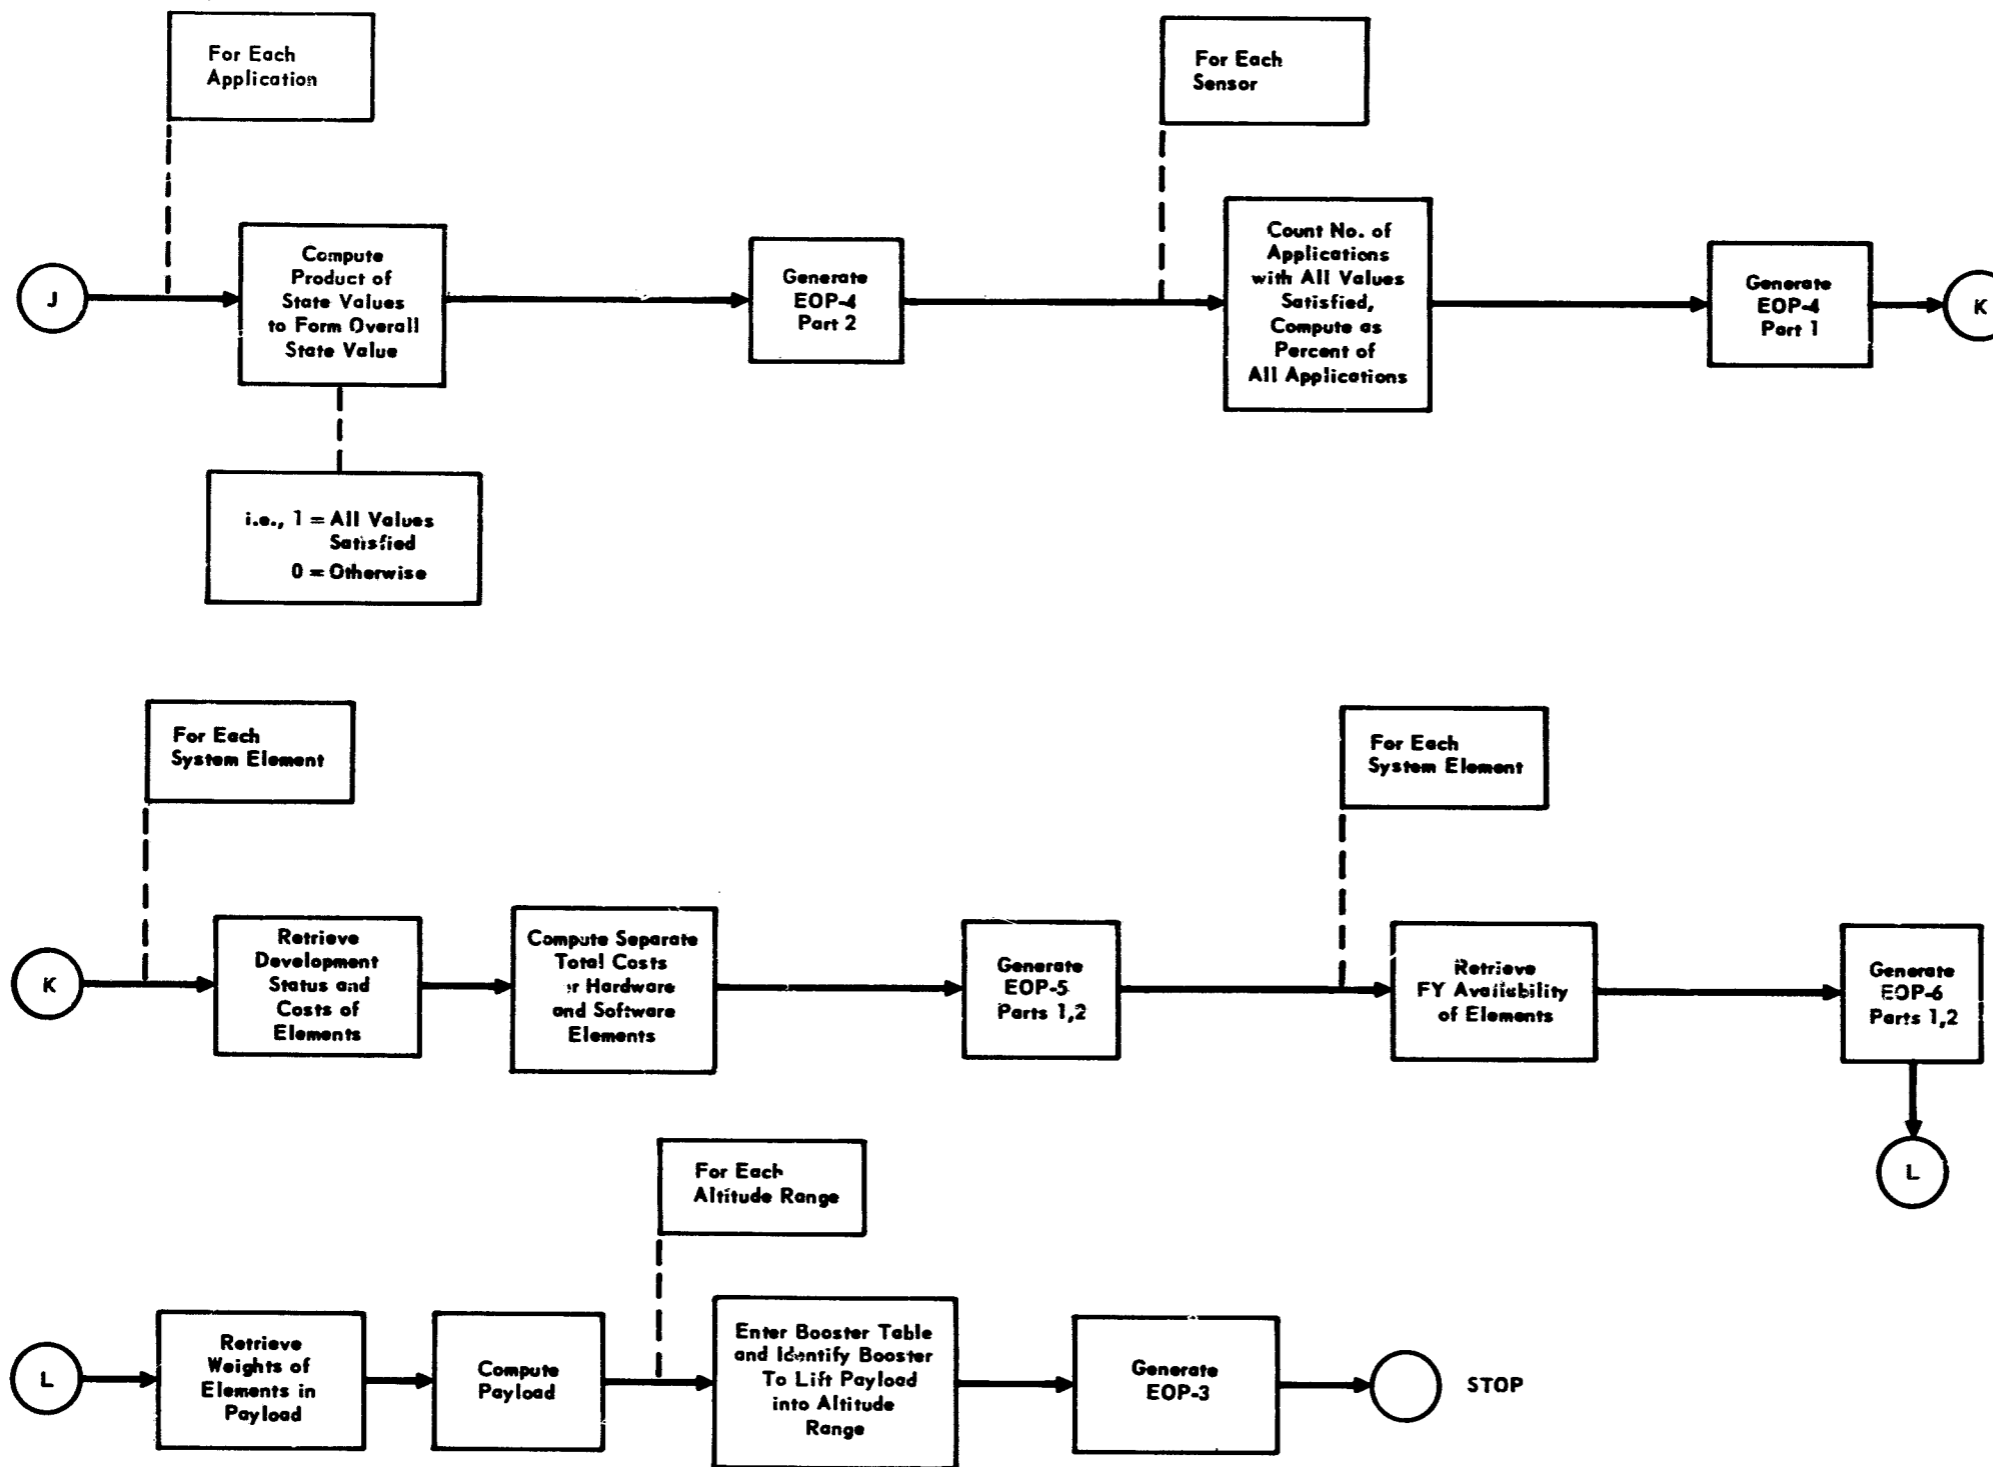 For Each
Application
For Each
Sensor
J
Compute
Product of
State Values
to Form Overall
State Value
Generate
EOP-4
Part 2
Count No. of
Applications
with All Values
Satisfied,
Compute as
Percent of
All Applications
Generate
EOP-4
Part 1
K
i.e., 1 = All Values
Satisfied
0 = Otherwise
For Each
System Element
For Each
System Element
K
Retrieve
Development
Status and
Costs of
Elements
Compute Separate
Total Costs
Hardware
and Software
Elements
Generate
EOP-5
Parts 1,2
Retrieve
FY Availability
of Elements
Generate
EOP-6
Parts 1,2
L
For Each
Altitude Range
L
Retrieve
Weights of
Elements in
Payload
Compute
Payload
Enter Booster Table
and Identify Booster
To Lift Payload
into Altitude
Range
Generate
EOP-3
STOP